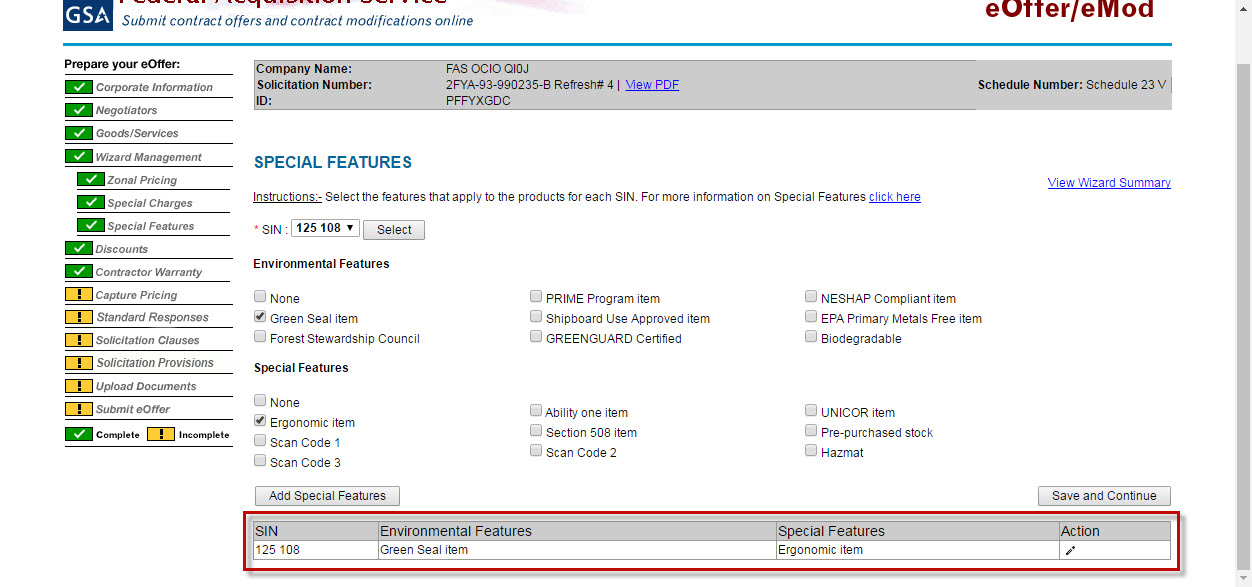 Federal Acquisition Service
GSA
Submit contract offers and contract modifications online
eOffer/eMod
Prepare your eOffer:
Corporate Information
Negotiators
Goods/Services
Wizard Management
Zonal Pricing
Special Charges
Special Features
Discounts
Contractor Warranty
Capture Pricing
Standard Responses
Solicitation Clauses
Solicitation Provisions
Upload Documents
Submit eOffer
Complete Incomplete
Company Name: FAS OCIO QI0J
Solicitation Number: 2FYA-93-990235-B Refresh# 4 | View PDF Schedule Number: Schedule 23 V
ID: PFFYXGDC
SPECIAL FEATURES
View Wizard Summary
Instructions:- Select the features that apply to the products for each SIN. For more information on Special Features click here
* SIN : 125 108 Select
Environmental Features
None PRIME Program item NESHAP Compliant item
Green Seal item Shipboard Use Approved item EPA Primary Metals Free item
Forest Stewardship Council GREENGUARD Certified Biodegradable
Special Features
None
Ability one item UNICOR item
Ergonomic item
Section 508 item Pre-purchased stock
Scan Code 1
Scan Code 2 Hazmat
Scan Code 3
Add Special Features Save and Continue
SIN Environmental Features Special Features Action
125 108 Green Seal item Ergonomic item